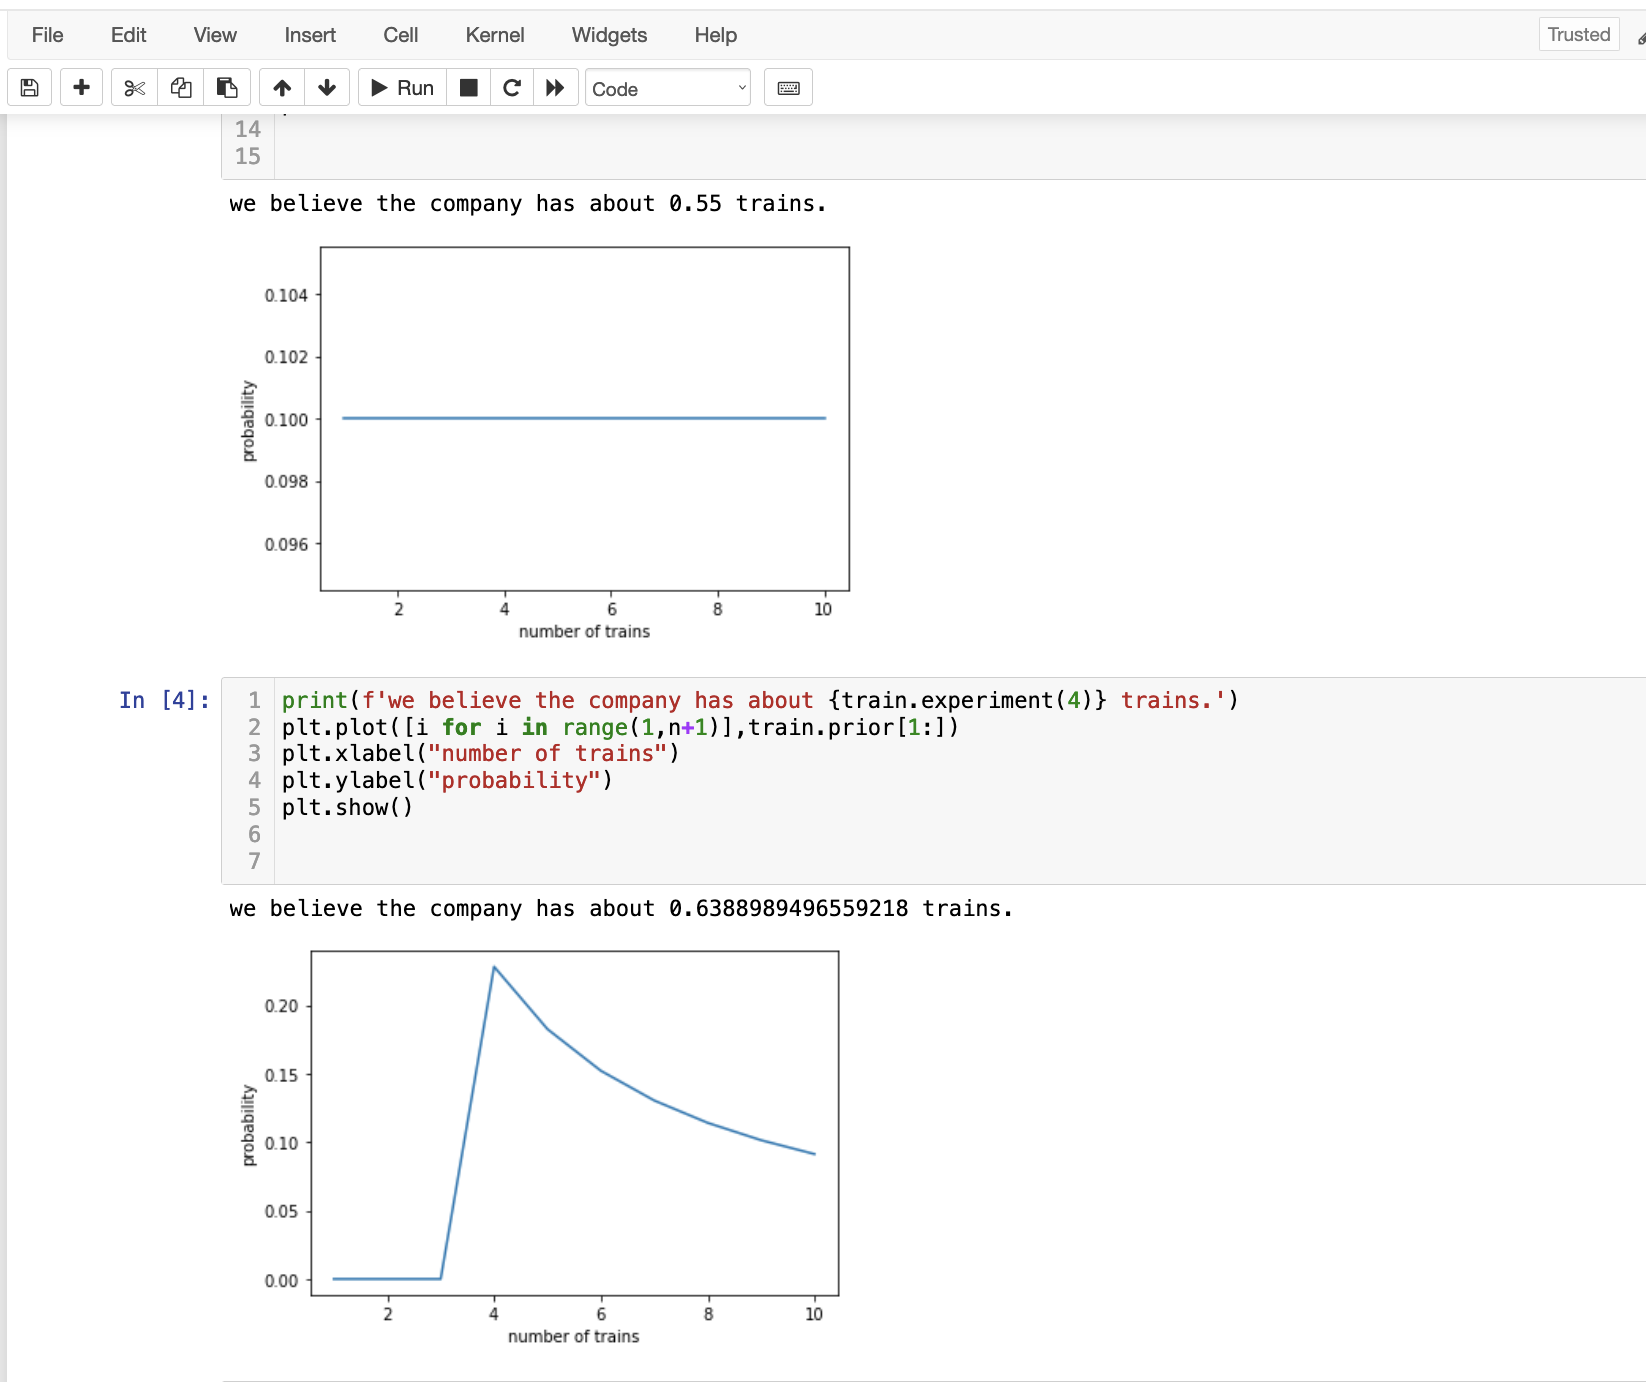 File Edit View Insert Cell Kernel Widgets Help Trusted
Run Code
14
15
we believe the company has about 0.55 trains.
0.104
0.102
0.100
0.098
0.096
probability
2 4 6 8 10
number of trains
In [4]:
1 print(f'we believe the company has about {train.experiment(4)} trains.')
2 plt.plot([i for i in range(1,n+1)],train.prior[1:])
3 plt.xlabel("number of trains")
4 plt.ylabel("probability")
5 plt.show()
6
7
we believe the company has about 0.6388989496559218 trains.
0.20
0.15
0.10
0.05
0.00
probability
2 4 6 8 10
number of trains